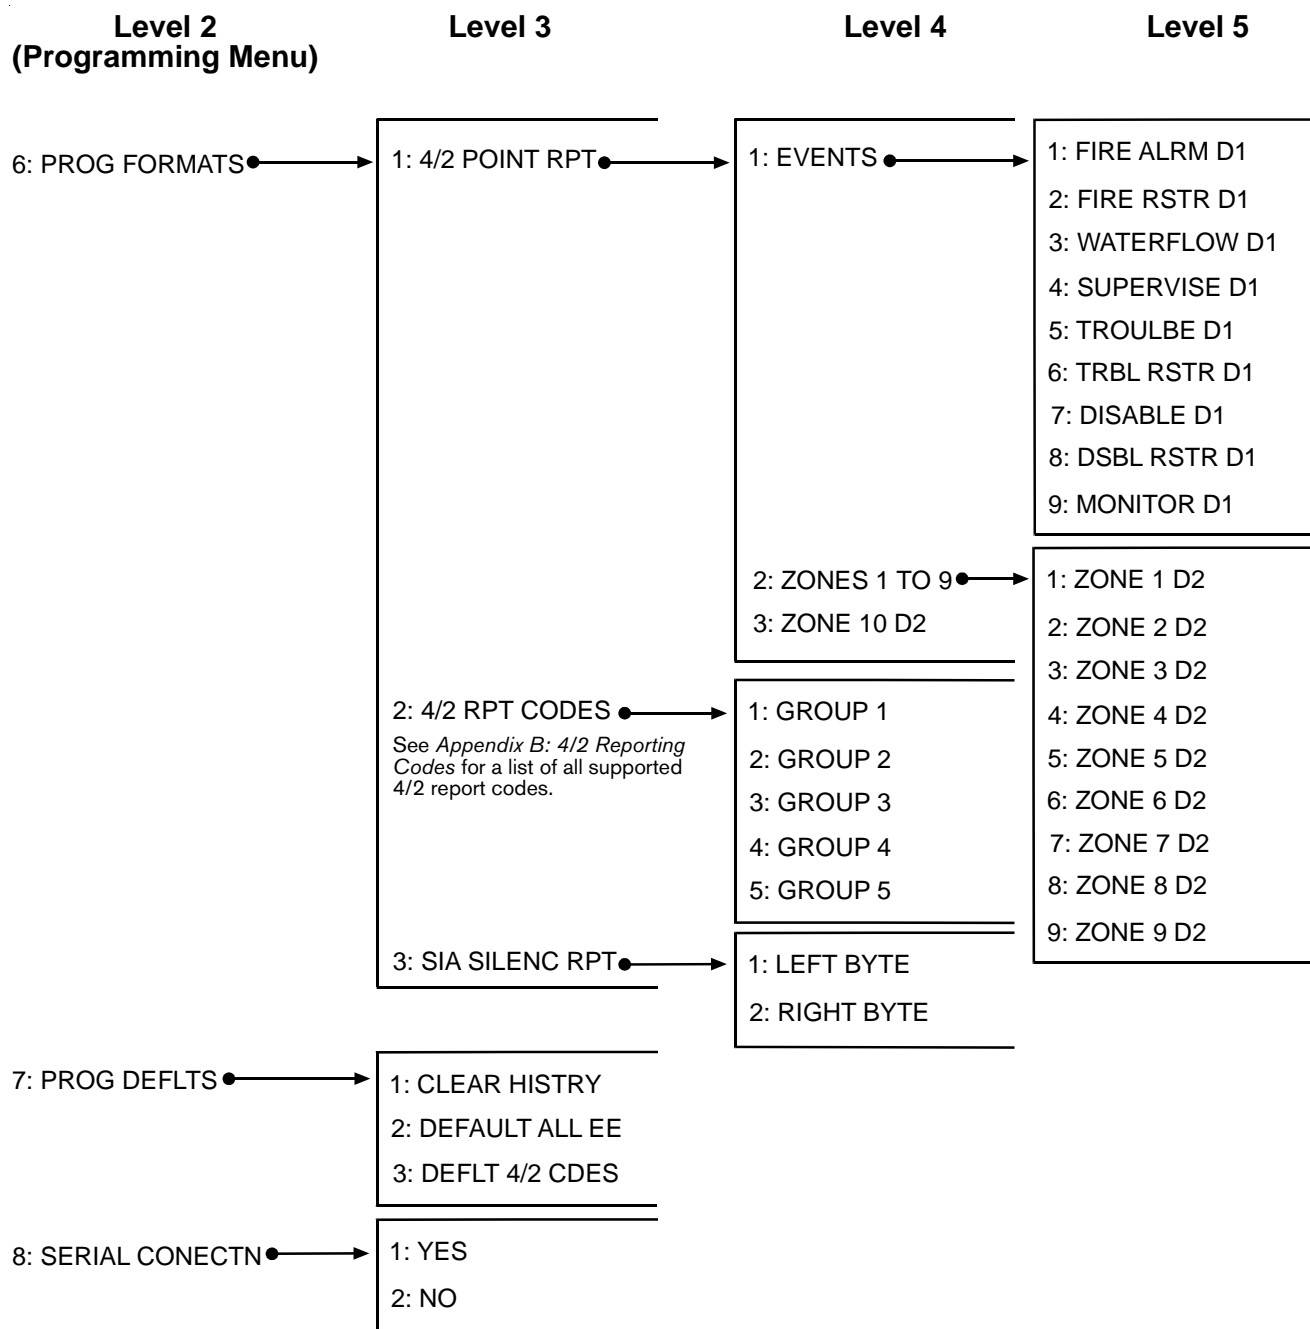 Level 2
(Programming Menu)
Level 3
Level 4
Level 5
6: PROG FORMATS
1: 4/2 POINT RPT
1: EVENTS
1: FIRE ALRM D1
2: FIRE RSTR D1
3: WATERFLOW D1
4: SUPERVISE D1
5: TROULBE D1
6: TRBL RSTR D1
7: DISABLE D1
8: DSBL RSTR D1
9: MONITOR D1
2: ZONES 1 TO 9
3: ZONE 10 D2
1: ZONE 1 D2
2: ZONE 2 D2
3: ZONE 3 D2
4: ZONE 4 D2
5: ZONE 5 D2
6: ZONE 6 D2
7: ZONE 7 D2
8: ZONE 8 D2
9: ZONE 9 D2
2: 4/2 RPT CODES
See Appendix B: 4/2 Reporting
Codes for a list of all supported
4/2 report codes.
1: GROUP 1
2: GROUP 2
3: GROUP 3
4: GROUP 4
5: GROUP 5
3: SIA SILENC RPT
1: LEFT BYTE
2: RIGHT BYTE
7: PROG DEFLTS
1: CLEAR HISTRY
2: DEFAULT ALL EE
3: DEFLT 4/2 CDES
8: SERIAL CONECTN
1: YES
2: NO